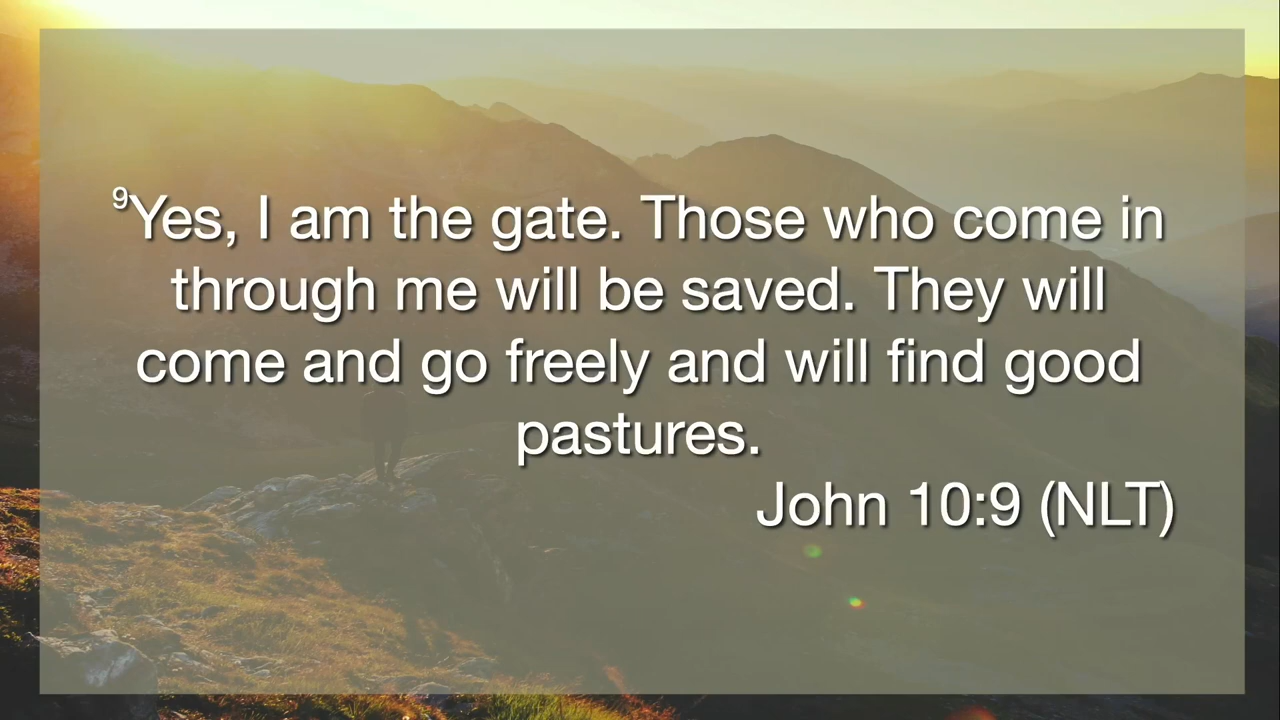 ⁹Yes, I am the gate. Those who come in
through me will be saved. They will
come and go freely and will find good
pastures.
John 10:9 (NLT)